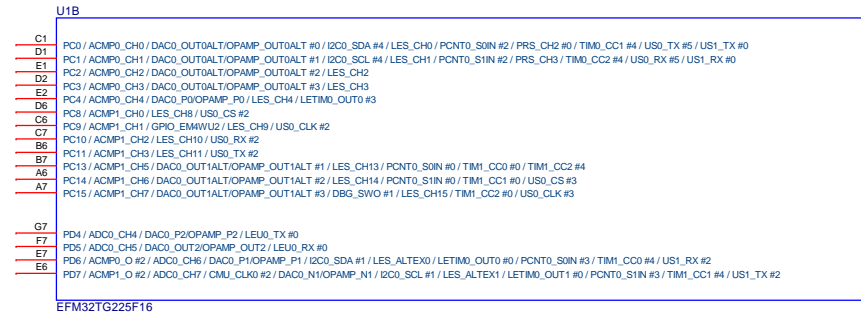 U1B
C1 PC0 / ACMP0_CH0 / DAC0_OUT0ALT/OPAMP_OUT0ALT #0 / I2C0_SDA #4 / LES_CH0 / PCNT0_S0IN #2 / PRS_CH2 #0 / TIM0_CC1 #4 / US0_TX #5 / US1_TX #0
D1 PC1 / ACMP0_CH1 / DAC0_OUT0ALT/OPAMP_OUT0ALT #1 / I2C0_SCL #4 / LES_CH1 / PCNT0_S1IN #2 / PRS_CH3 / TIM0_CC2 #4 / US0_RX #5 / US1_RX #0
E1 PC2 / ACMP0_CH2 / DAC0_OUT0ALT/OPAMP_OUT0ALT #2 / LES_CH2
D2 PC3 / ACMP0_CH3 / DAC0_OUT0ALT/OPAMP_OUT0ALT #3 / LES_CH3
E2 PC4 / ACMP0_CH4 / DAC0_P0/OPAMP_P0 / LES_CH4 / LETIM0_OUT0 #3
D6 PC8 / ACMP1_CH0 / LES_CH8 / US0_CS #2
C6 PC9 / ACMP1_CH1 / GPIO_EM4WU2 / LES_CH9 / US0_CLK #2
C7 PC10 / ACMP1_CH2 / LES_CH10 / US0_RX #2
B6 PC11 / ACMP1_CH3 / LES_CH11 / US0_TX #2
B7 PC13 / ACMP1_CH5 / DAC0_OUT1ALT/OPAMP_OUT1ALT #1 / LES_CH13 / PCNT0_S0IN #0 / TIM1_CC0 #0 / TIM1_CC2 #4
A6 PC14 / ACMP1_CH6 / DAC0_OUT1ALT/OPAMP_OUT1ALT #2 / LES_CH14 / PCNT0_S1IN #0 / TIM1_CC1 #0 / US0_CS #3
A7 PC15 / ACMP1_CH7 / DAC0_OUT1ALT/OPAMP_OUT1ALT #3 / DBG_SWO #1 / LES_CH15 / TIM1_CC2 #0 / US0_CLK #3
G7 PD4 / ADC0_CH4 / DAC0_P2/OPAMP_P2 / LEU0_TX #0
F7 PD5 / ADC0_CH5 / DAC0_OUT2/OPAMP_OUT2 / LEU0_RX #0
E7 PD6 / ACMP0_O #2 / ADC0_CH6 / DAC0_P1/OPAMP_P1 / I2C0_SDA #1 / LES_ALTEX0 / LETIM0_OUT0 #0 / PCNT0_S0IN #3 / TIM1_CC0 #4 / US1_RX #2
E6 PD7 / ACMP1_O #2 / ADC0_CH7 / CMU_CLK0 #2 / DAC0_N1/OPAMP_N1 / I2C0_SCL #1 / LES_ALTEX1 / LETIM0_OUT1 #0 / PCNT0_S1IN #3 / TIM1_CC1 #4 / US1_TX #2
EFM32TG225F16